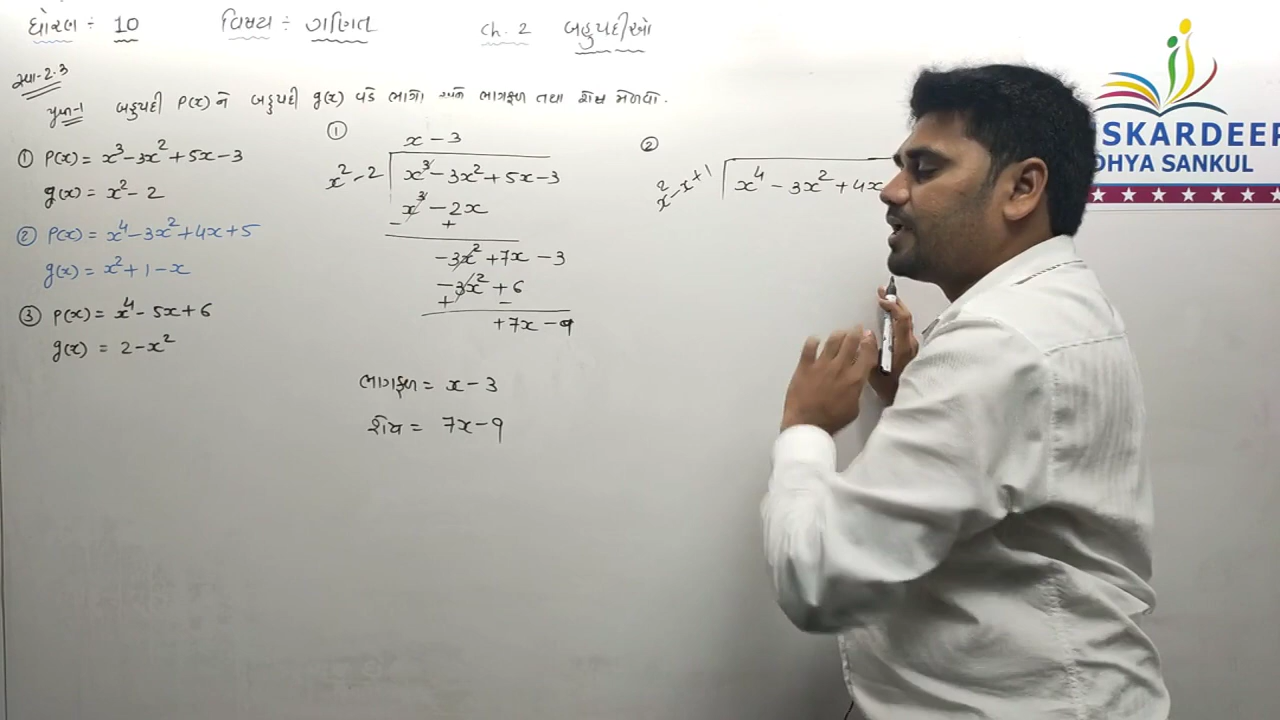 ધોરણ ÷ 10 વિષય ÷ ગણિત Ch. 2 બહુપદીઓ
સ્વા-2.3
પ્રશ્ન-1 બહુપદી P(x) ને બહુપદી g(x) વડે ભાગો અને ભાગફળ તથા શેષ મેળવો.
① P(x) = x³ - 3x² + 5x - 3
g(x) = x² - 2
② P(x) = x⁴ - 3x² + 4x + 5
g(x) = x² + 1 - x
③ P(x) = x⁴ - 5x + 6
g(x) = 2 - x²
①
x - 3
x² - 2 x³ - 3x² + 5x - 3
x³ - 2x
- +
-3x² + 7x - 3
-3x² + 6
+ -
+7x - 9
ભાગફળ = x - 3
શેષ = 7x - 9
②
x² - x + 1 x⁴ - 3x² + 4x
SKARDEEP
DHYA SANKUL